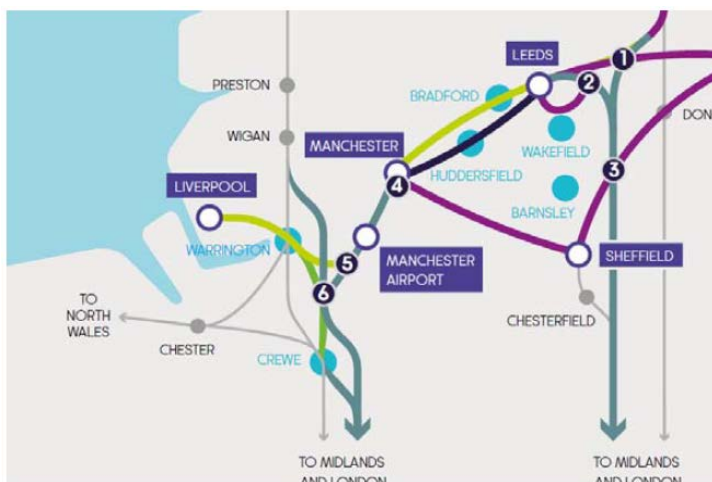 PRESTON
WIGAN
LIVERPOOL
WARRINGTON
TO
NORTH
WALES
CHESTER
CREWE
MANCHESTER
4
5
6
MANCHESTER
AIRPORT
BRADFORD
HUDDERSFIELD
LEEDS
1
2
WAKEFIELD
3
BARNSLEY
SHEFFIELD
CHESTERFIELD
DON
TO MIDLANDS
AND LONDON
TO MIDLANDS
AND LONDON